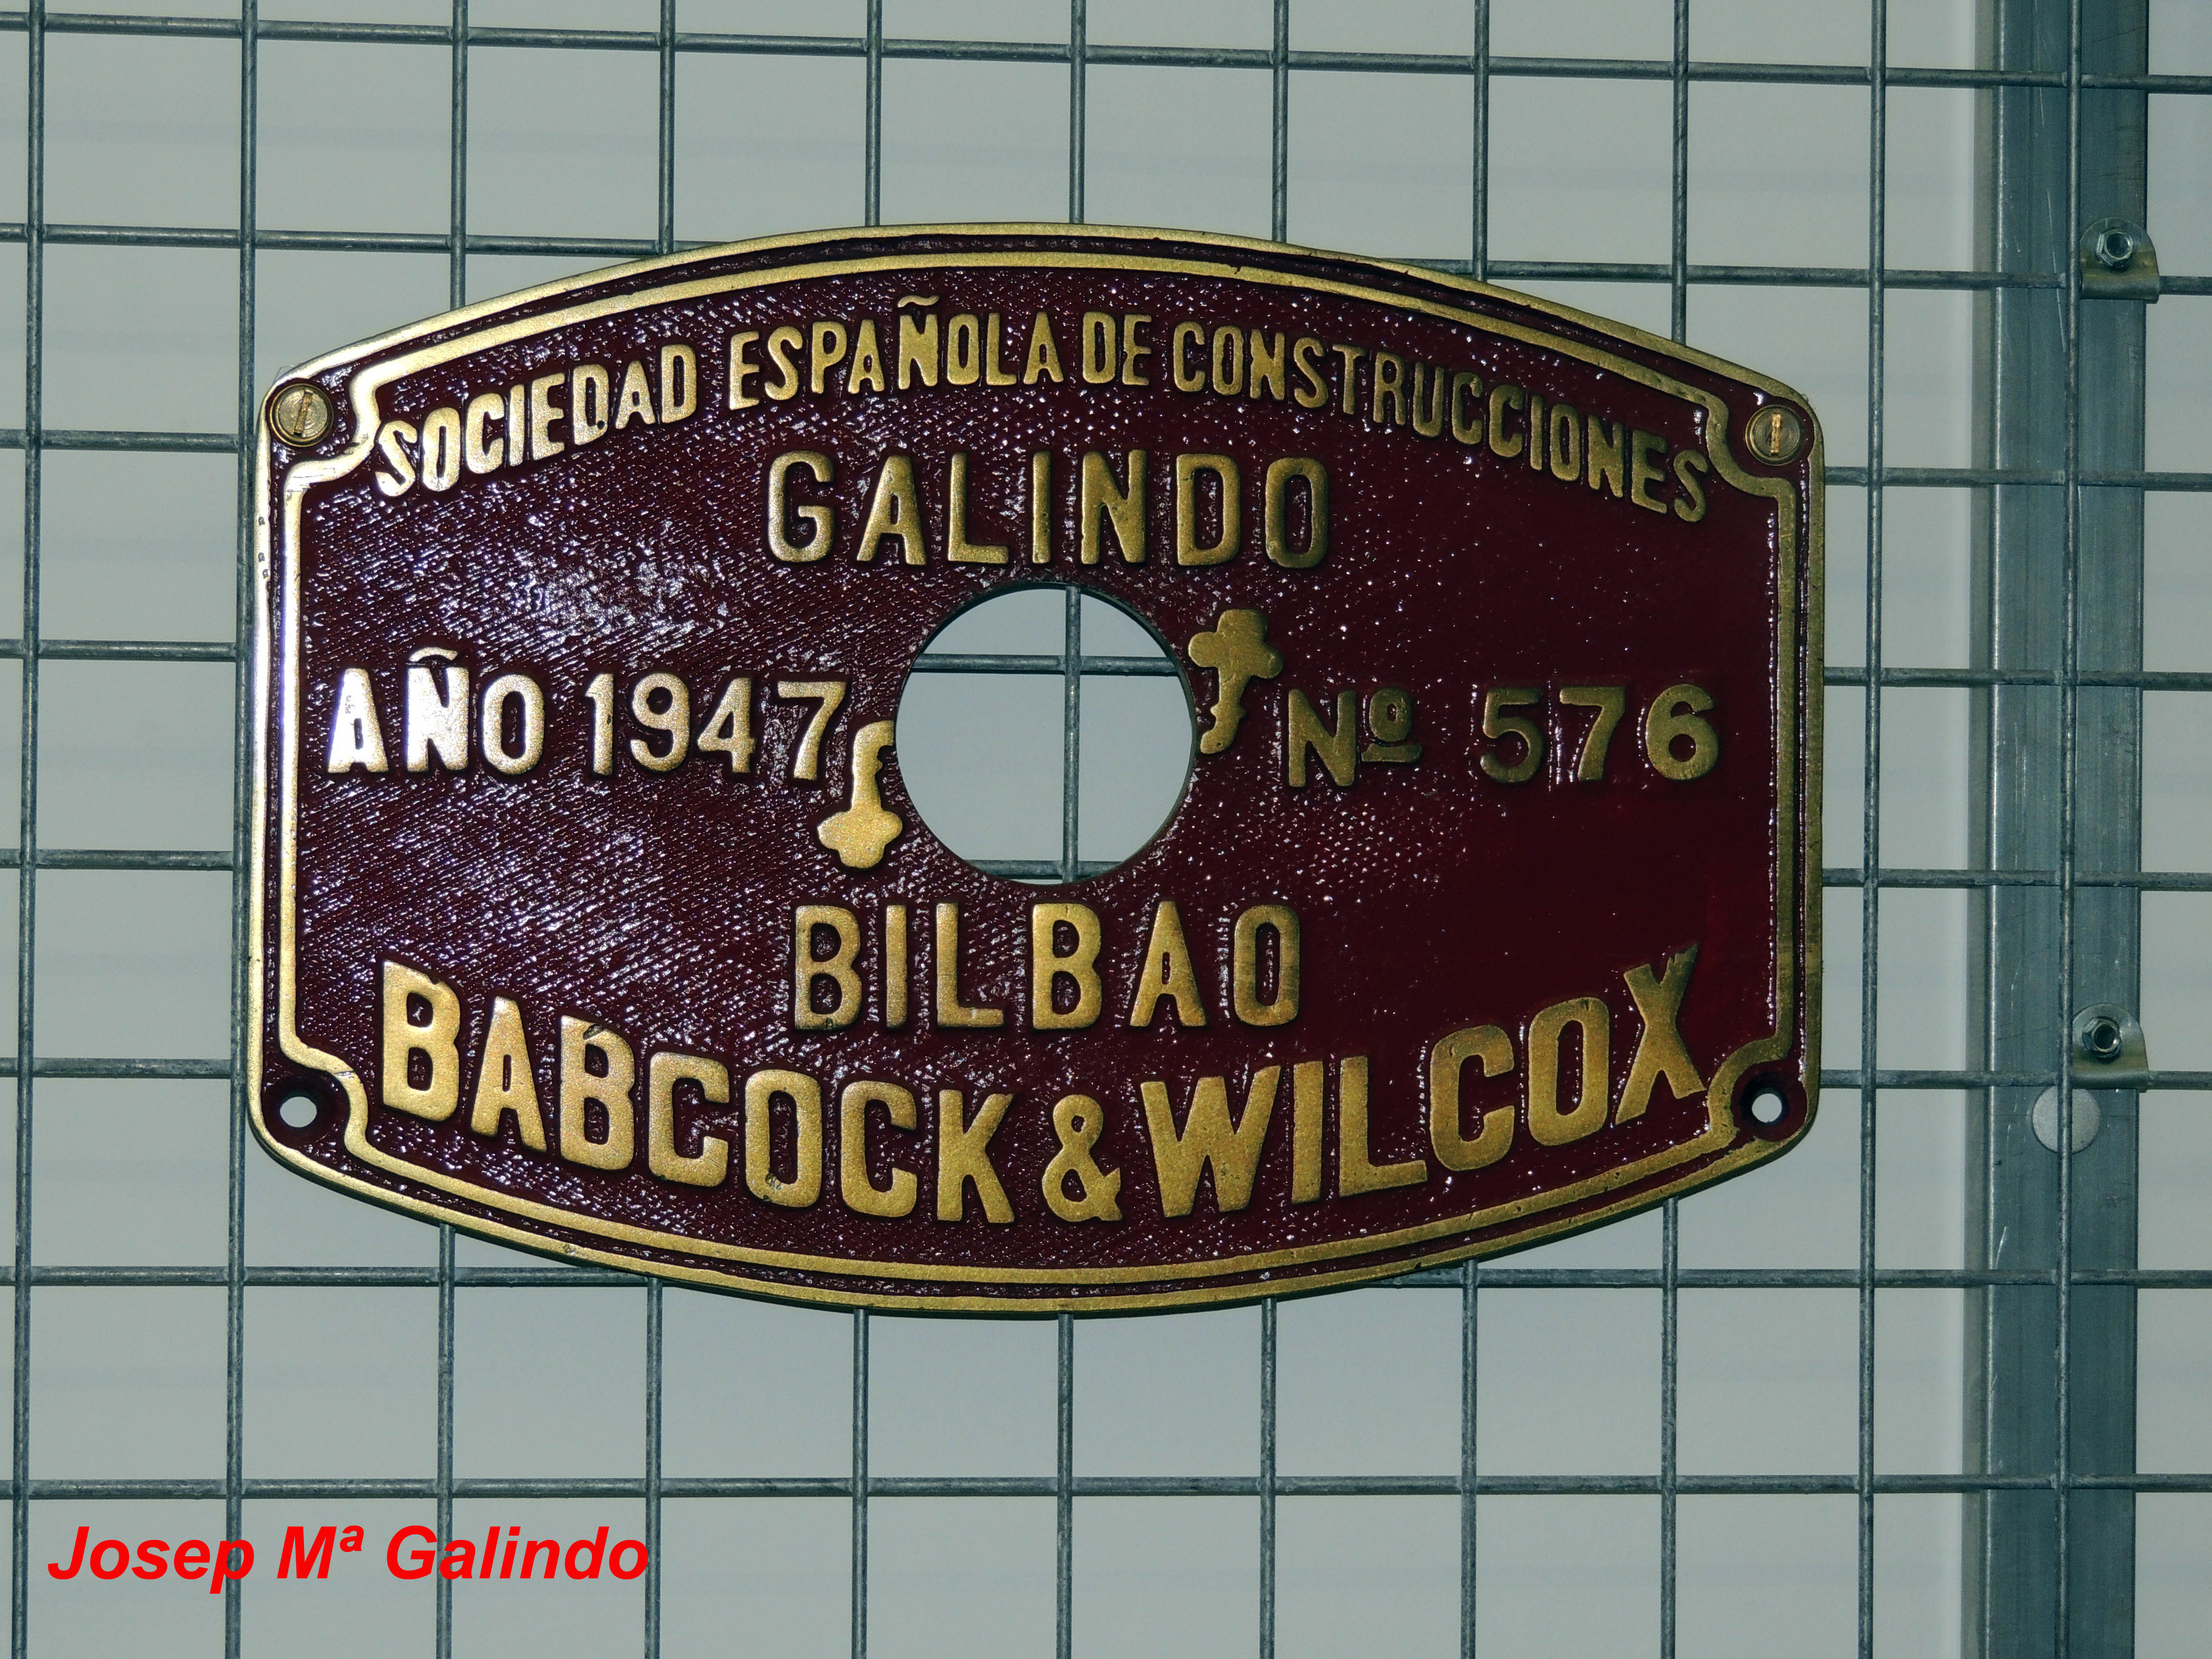 SOCIEDAD ESPAÑOLA DE CONSTRUCCIONES
GALINDO
AÑO 1947 Nº 576
BILBAO
BABCOCK & WILCOX
Josep Mª Galindo